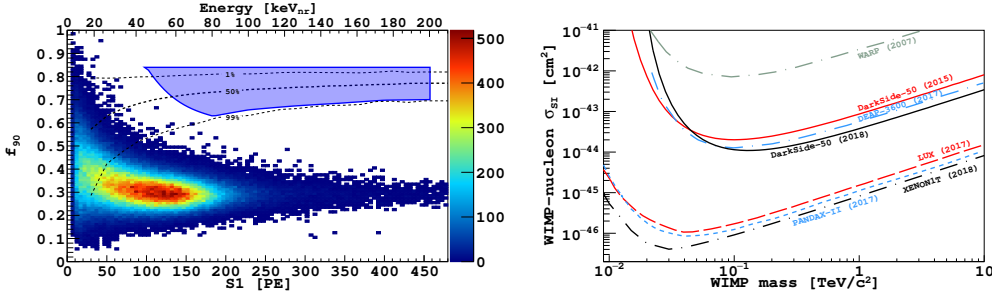 Energy [keVnr]
0 20 40 60 80 100 120 140 160 180 200
1
0.9
0.8
0.7
0.6
0.5
0.4
0.3
0.2
0.1
0
f90
1%
50%
99%
0 50 100 150 200 250 300 350 400 450
S1 [PE]
500
400
300
200
100
0
WIMP-nucleon σSI [cm2]
10−41
10−42
10−43
10−44
10−45
10−46
WARP (2007)
DarkSide-50 (2015)
DEAP-3600 (2017)
DarkSide-50 (2018)
LUX (2017)
XENON1T (2018)
PANDAX-II (2017)
10−2 10−1 1 10
WIMP mass [TeV/c2]